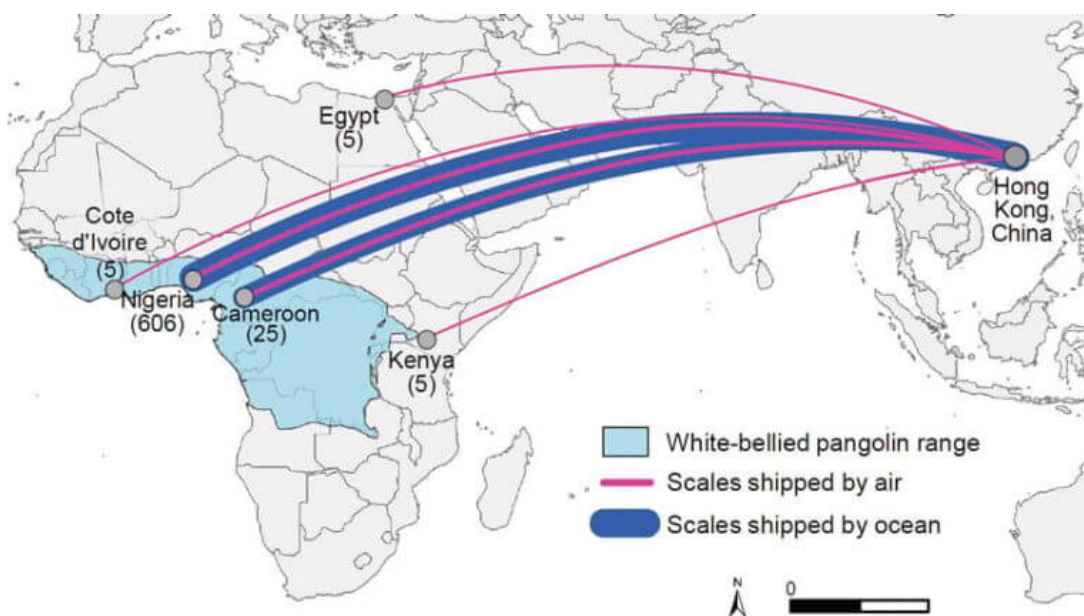 Egypt
(5)
Cote
d'Ivoire
(5)
Nigeria
(606)
Cameroon
(25)
Kenya
(5)
Hong
Kong,
China
White-bellied pangolin range
Scales shipped by air
Scales shipped by ocean
N
0